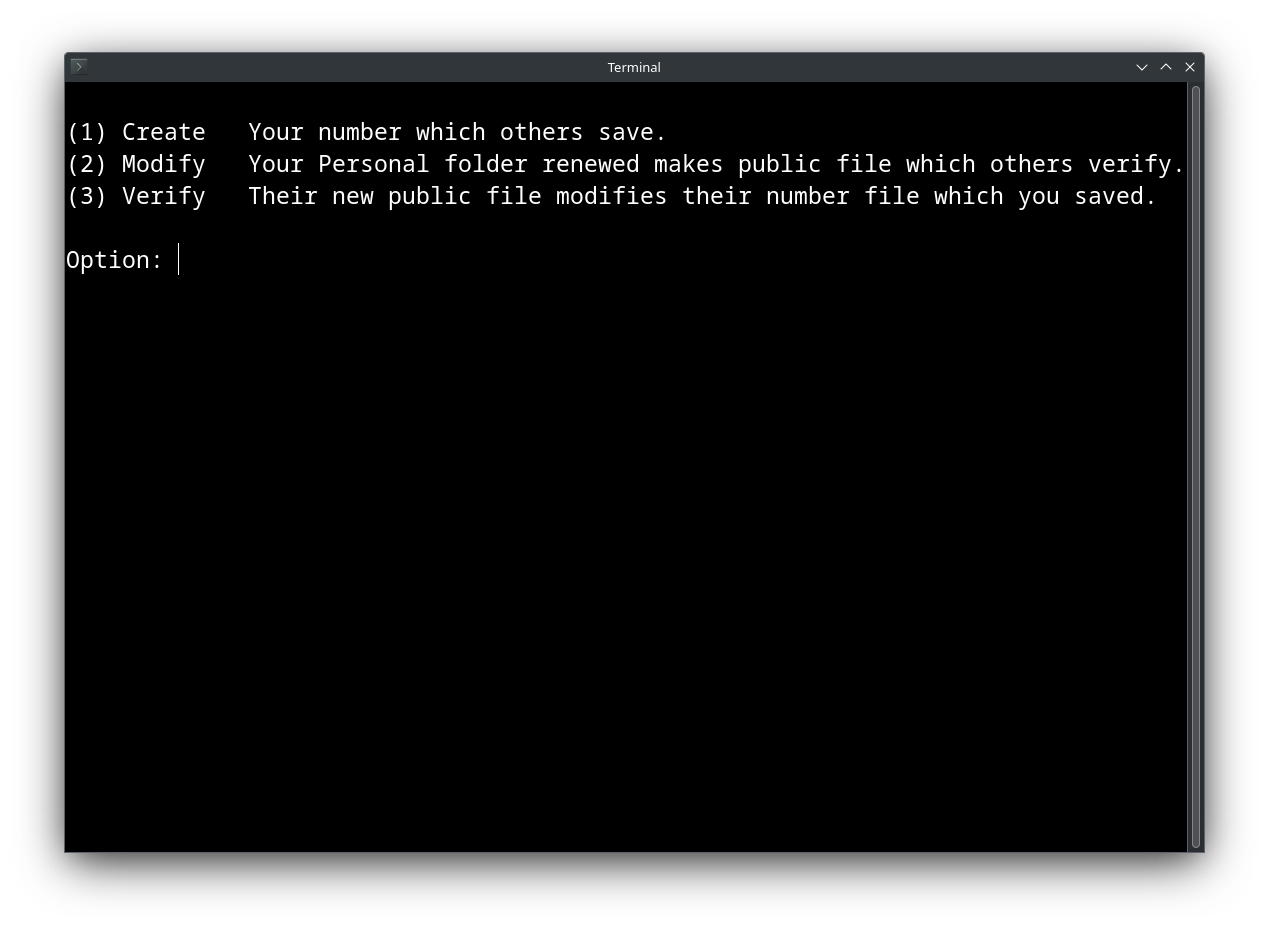 Terminal
(1) Create   Your number which others save.
(2) Modify   Your Personal folder renewed makes public file which others verify.
(3) Verify   Their new public file modifies their number file which you saved.
Option: